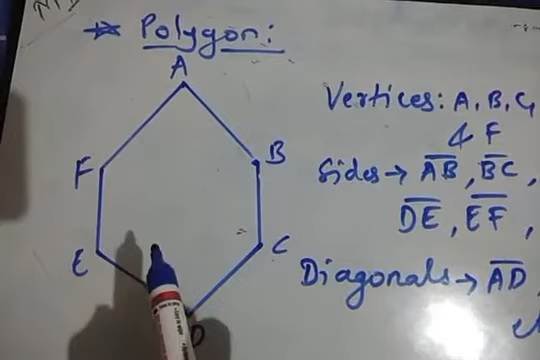 Polygon:
A
B
F
C
E
D
Vertices: A, B, C,
& F
Sides → AB, BC,
DE, EF,
Diagonals → AD